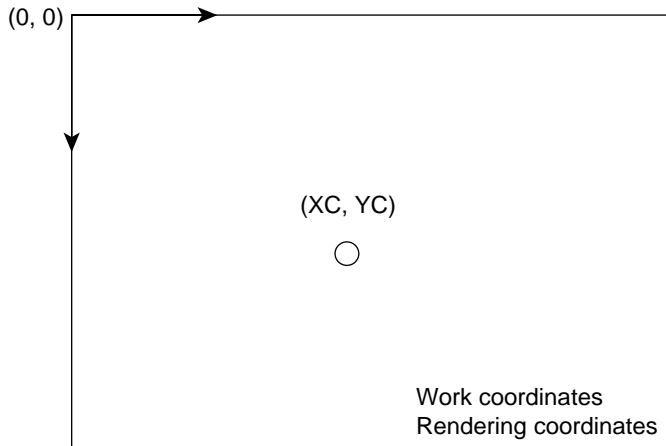 (0, 0)
(XC, YC)
Work coordinates
Rendering coordinates